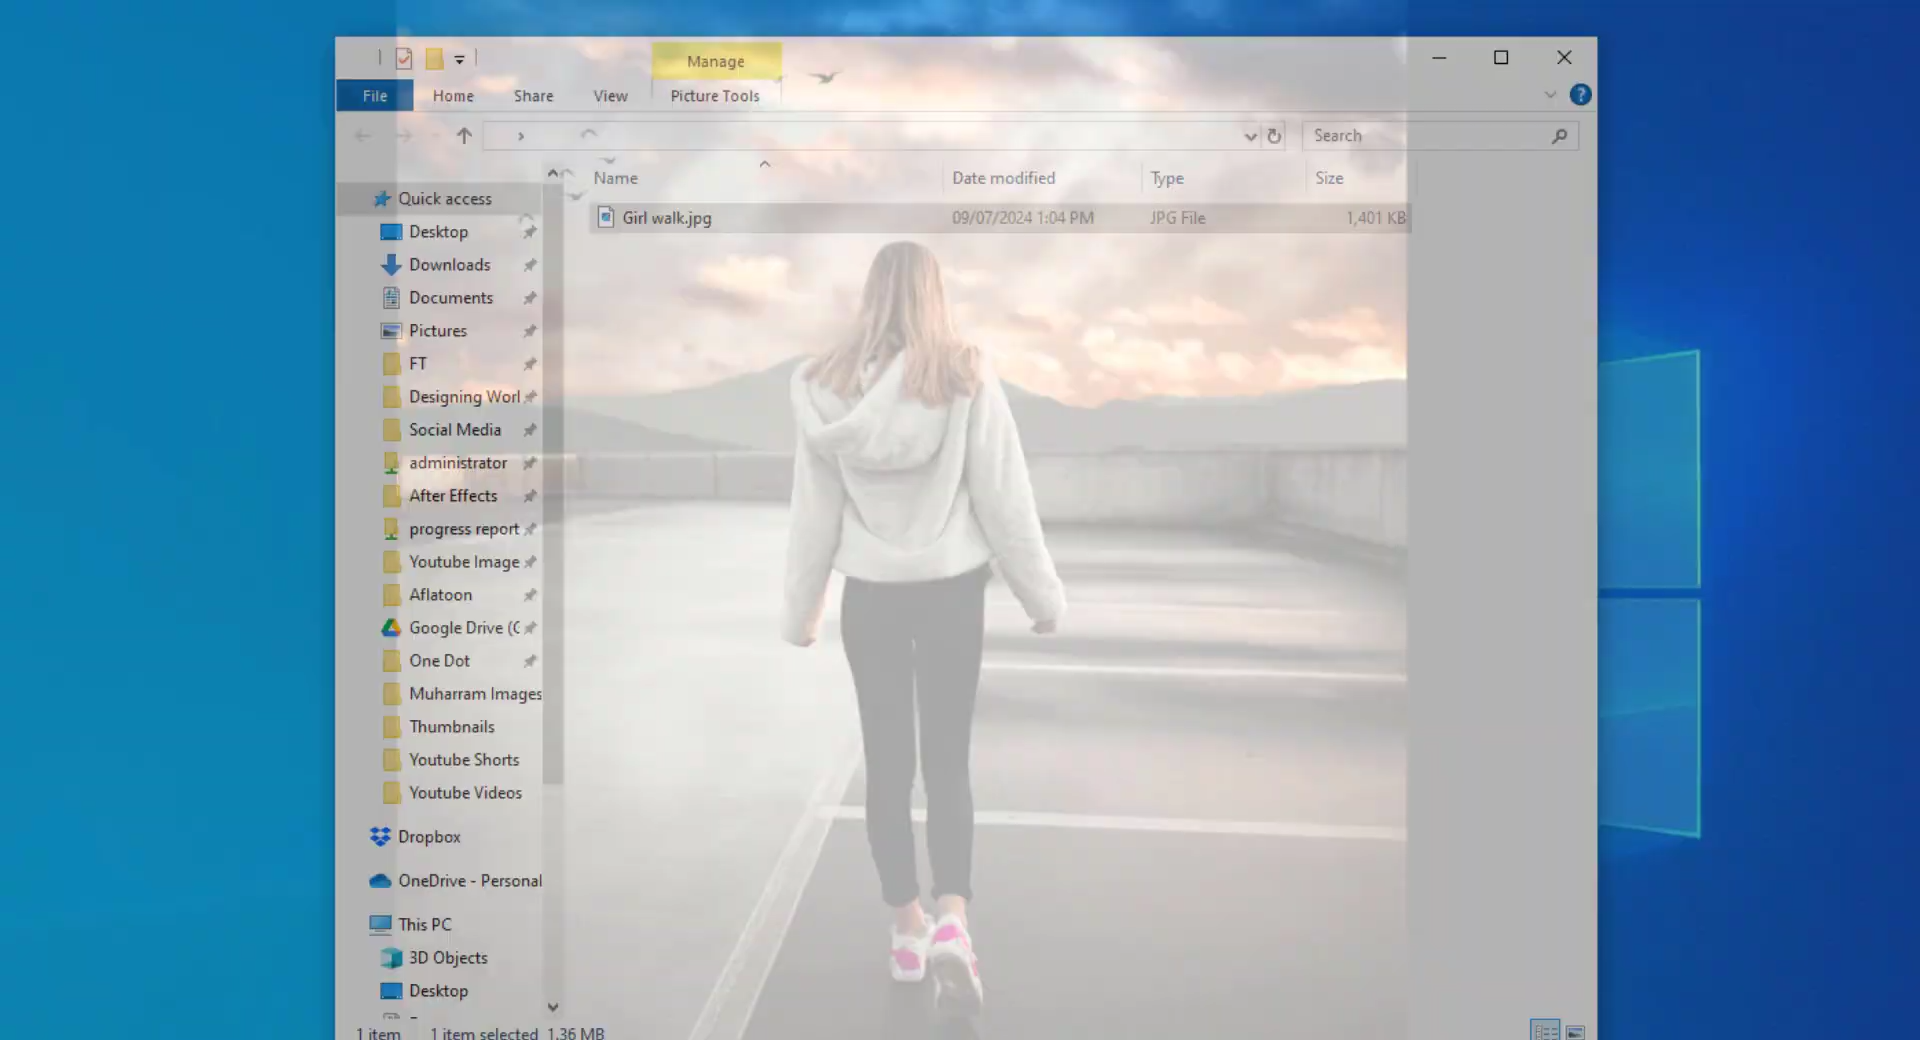 Manage
File Home Share View Picture Tools
Search
Name Date modified Type Size
Girl walk.jpg 09/07/2024 1:04 PM JPG File 1,401 KB
Quick access
Desktop
Downloads
Documents
Pictures
FT
Designing Worl
Social Media
administrator
After Effects
progress report
Youtube Image
Aflatoon
Google Drive (
One Dot
Muharram Images
Thumbnails
Youtube Shorts
Youtube Videos
Dropbox
OneDrive - Personal
This PC
3D Objects
Desktop
1 item 1 item selected 1.36 MB